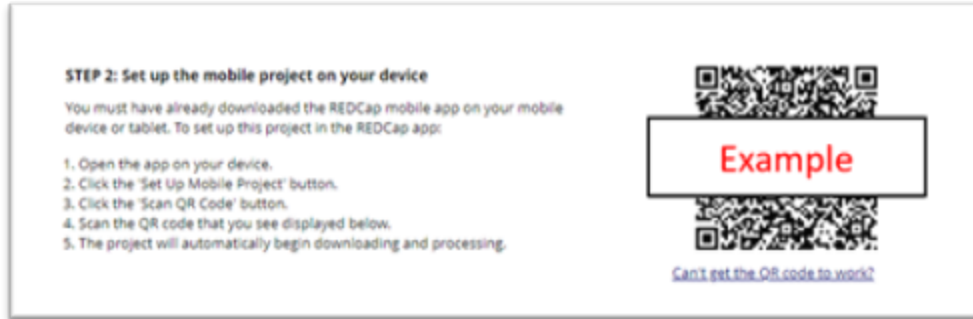 STEP 2: Set up the mobile project on your device
You must have already downloaded the REDCap mobile app on your mobile
device or tablet. To set up this project in the REDCap app:
1. Open the app on your device.
2. Click the 'Set Up Mobile Project' button.
3. Click the 'Scan QR Code' button.
4. Scan the QR code that you see displayed below.
5. The project will automatically begin downloading and processing.
Example
Can't get the QR code to work?